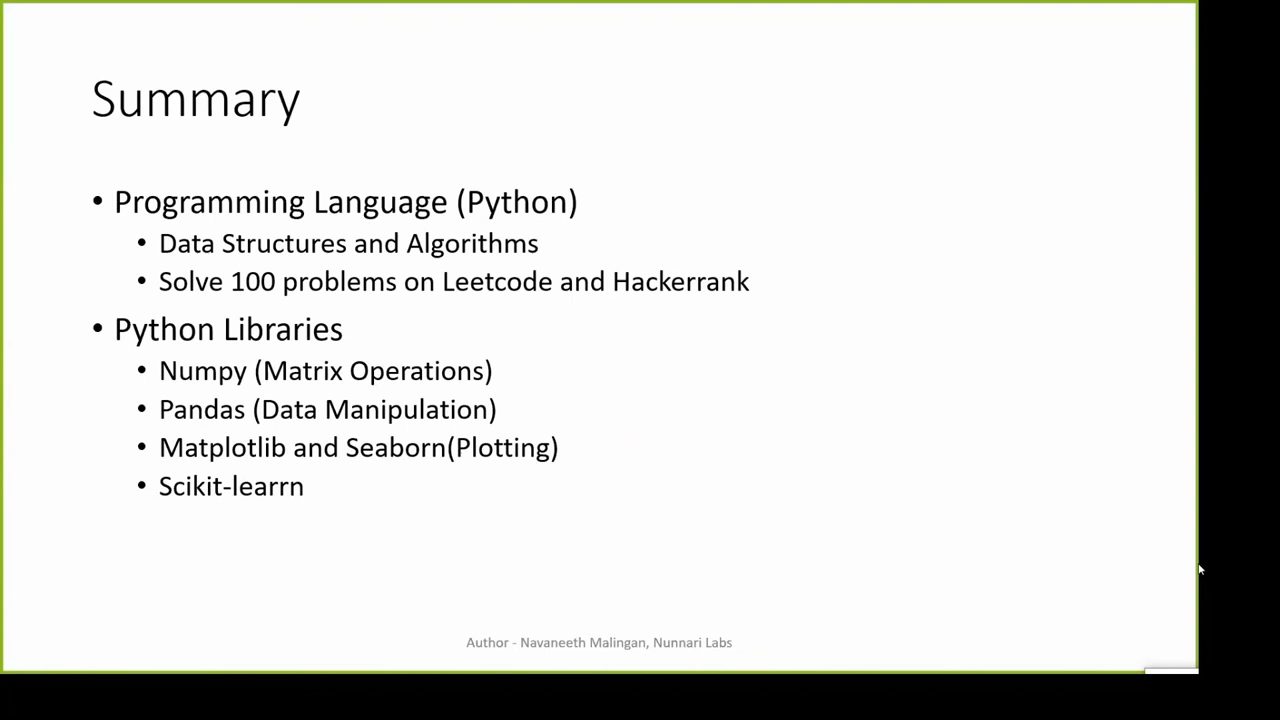 Summary
• Programming Language (Python)
• Data Structures and Algorithms
• Solve 100 problems on Leetcode and Hackerrank
• Python Libraries
• Numpy (Matrix Operations)
• Pandas (Data Manipulation)
• Matplotlib and Seaborn(Plotting)
• Scikit-learrn
Author - Navaneeth Malingan, Nunnari Labs